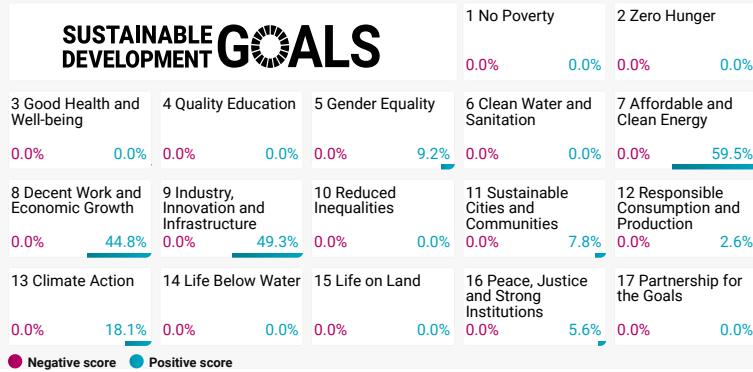 SUSTAINABLE
DEVELOPMENT
GOALS
1 No Poverty
0.0% 0.0%
2 Zero Hunger
0.0% 0.0%
3 Good Health and
Well-being
0.0% 0.0%
4 Quality Education
0.0% 0.0%
5 Gender Equality
0.0% 9.2%
6 Clean Water and
Sanitation
0.0% 0.0%
7 Affordable and
Clean Energy
0.0% 59.5%
8 Decent Work and
Economic Growth
0.0% 44.8%
9 Industry,
Innovation and
Infrastructure
0.0% 49.3%
10 Reduced
Inequalities
0.0% 0.0%
11 Sustainable
Cities and
Communities
0.0% 7.8%
12 Responsible
Consumption and
Production
0.0% 2.6%
13 Climate Action
0.0% 18.1%
14 Life Below Water
0.0% 0.0%
15 Life on Land
0.0% 0.0%
16 Peace, Justice
and Strong
Institutions
0.0% 5.6%
17 Partnership for
the Goals
0.0% 0.0%
Negative score Positive score